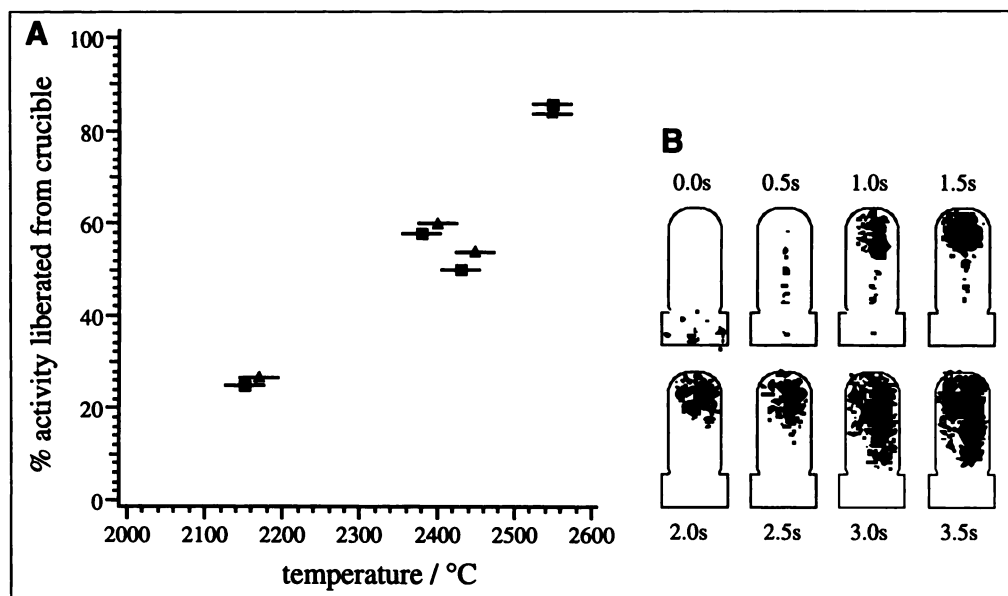 A
% activity liberated from crucible
100
80
60
40
20
0
2000 2100 2200 2300 2400 2500 2600
temperature / °C
B
0.0s 0.5s 1.0s 1.5s
2.0s 2.5s 3.0s 3.5s